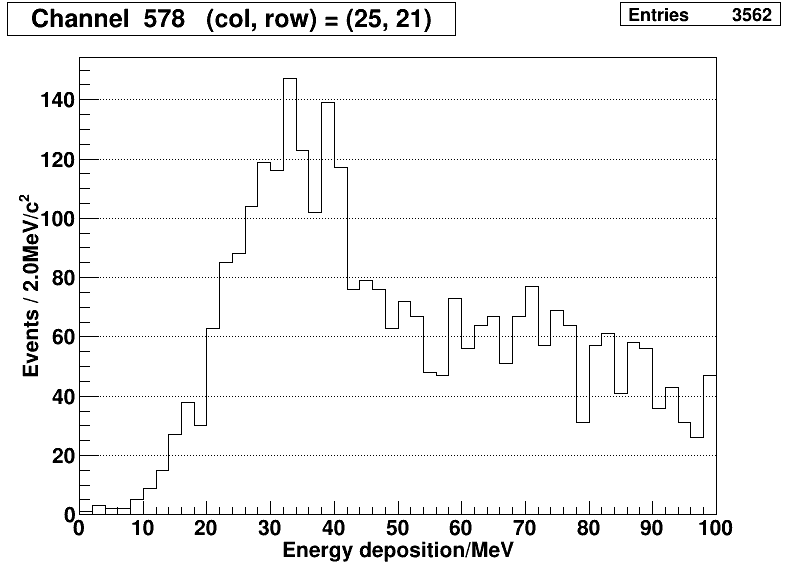 Channel 578 (col, row) = (25, 21)
Entries 3562
Events / 2.0MeV/c2
140
120
100
80
60
40
20
0
0 10 20 30 40 50 60 70 80 90 100
Energy deposition/MeV